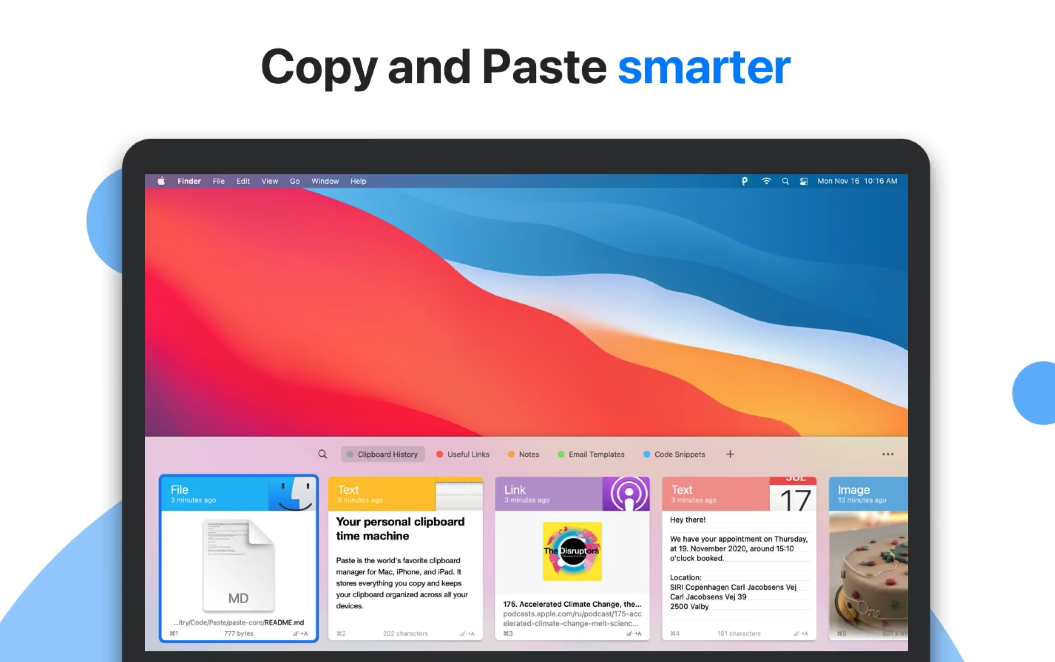 Copy and Paste smarter
Finder File Edit View Go Window Help
Mon Nov 16 10:16 AM
Clipboard History
Useful Links
Notes
Email Templates
Code Snippets
+
File
3 minutes ago
MD
...itry/Code/Paste/paste-core/README.md
⌘1
777 bytes
Text
3 minutes ago
Your personal clipboard
time machine
Paste is the world's favorite clipboard
manager for Mac, iPhone, and iPad. It
stores everything you copy and keeps
your clipboard organized across all your
devices.
⌘2
202 characters
Link
3 minutes ago
The Disruptors
175. Accelerated Climate Change, the...
podcasts.apple.com/ru/podcast/175-acc
elerated-climate-change-melt-scienc...
⌘3
Text
3 minutes ago
JUL
17
Hey there!
We have your appointment on Thursday,
at 19. November 2020, around 15:10
o'clock booked.
Location:
SIRI Copenhagen Carl Jacobsens Vej
Carl Jacobsens Vej 39
2500 Valby
⌘4
181 characters
Image
13 minutes ago
⌘5